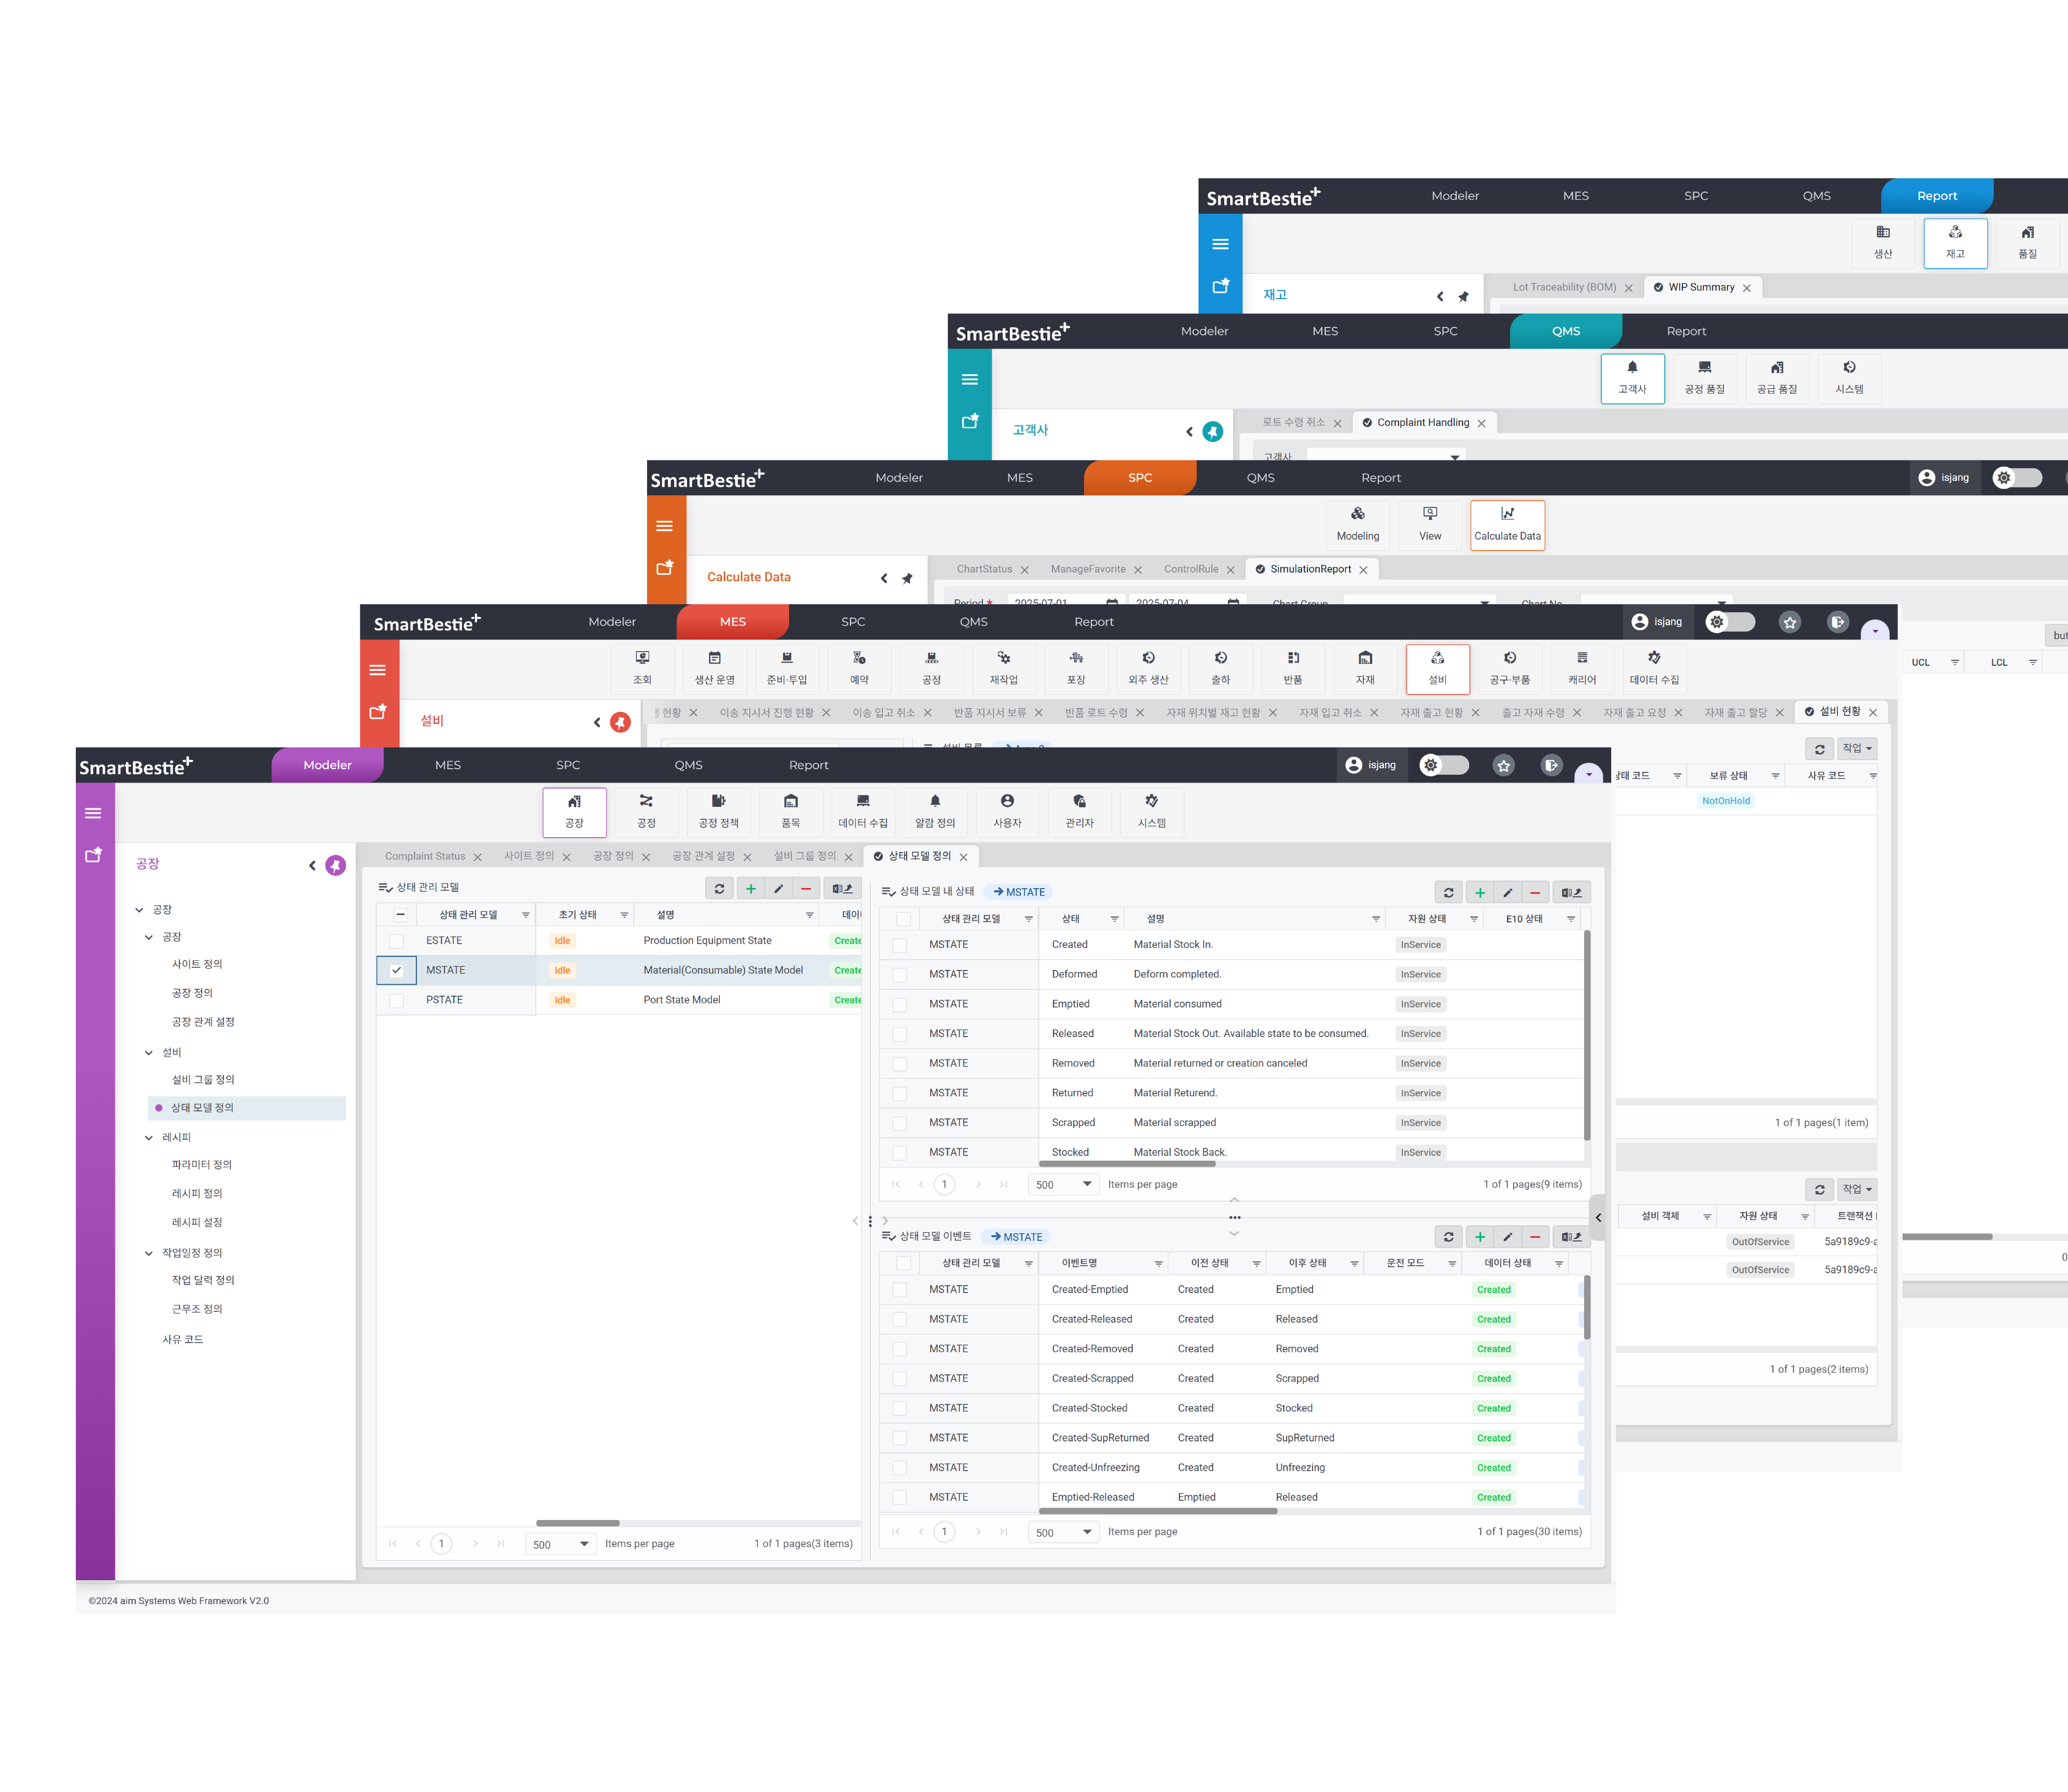 SmartBestie+ Modeler MES SPC QMS Report
생산 재고 품질
재고
Lot Traceability (BOM) WIP Summary
SmartBestie+ Modeler MES SPC QMS Report
고객사 공정 품질 공급 품질 시스템
고객사
로트 수령 취소 Complaint Handling
고객사
SmartBestie+ Modeler MES SPC QMS Report isjang
Modeling View Calculate Data
Calculate Data
ChartStatus ManageFavorite ControlRule SimulationReport
Period * 2025-07-01 2025-07-04 Chart Group Chart No
UCL LCL
SmartBestie+ Modeler MES SPC QMS Report isjang
조회 생산 운영 준비·투입 예약 공정 재작업 포장 외주 생산 출하 반품 자재 설비 공구·부품 캐리어 데이터 수집
설비
현황 이송 지시서 진행 현황 이송 입고 취소 반품 지시서 보류 반품 로트 수령 자재 위치별 재고 현황 자재 입고 취소 자재 출고 현황 출고 자재 수령 자재 출고 요청 자재 출고 할당 설비 현황
작업
상태 코드 보류 상태 사유 코드
NotOnHold
1 of 1 pages(1 item)
작업
설비 객체 자원 상태 트랜잭션
OutOfService 5a9189c9-a
OutOfService 5a9189c9-a
1 of 1 pages(2 items)
SmartBestie+ Modeler MES SPC QMS Report isjang
공장 공정 공정 정책 품목 데이터 수집 알람 정의 사용자 관리자 시스템
공장
공장
공장
사이트 정의
공장 정의
공장 관계 설정
설비
설비 그룹 정의
상태 모델 정의
레시피
파라미터 정의
레시피 정의
레시피 설정
작업일정 정의
작업 달력 정의
근무조 정의
사유 코드
Complaint Status 사이트 정의 공장 정의 공장 관계 설정 설비 그룹 정의 상태 모델 정의
상태 관리 모델
상태 관리 모델 초기 상태 설명
ESTATE Idle Production Equipment State Create
MSTATE Idle Material(Consumable) State Model Create
PSTATE Idle Port State Model Create
1 500 Items per page 1 of 1 pages(3 items)
상태 모델 내 상태 MSTATE
상태 관리 모델 상태 설명 자원 상태 E10 상태
MSTATE Created Material Stock In. InService
MSTATE Deformed Deform completed. InService
MSTATE Emptied Material consumed InService
MSTATE Released Material Stock Out. Available state to be consumed. InService
MSTATE Removed Material returned or creation canceled InService
MSTATE Returned Material Returend. InService
MSTATE Scrapped Material scrapped InService
MSTATE Stocked Material Stock Back. InService
1 500 Items per page 1 of 1 pages(9 items)
상태 모델 이벤트 MSTATE
상태 관리 모델 이벤트명 이전 상태 이후 상태 운전 모드 데이터 상태
MSTATE Created-Emptied Created Emptied Created
MSTATE Created-Released Created Released Created
MSTATE Created-Removed Created Removed Created
MSTATE Created-Scrapped Created Scrapped Created
MSTATE Created-Stocked Created Stocked Created
MSTATE Created-SupReturned Created SupReturned Created
MSTATE Created-Unfreezing Created Unfreezing Created
MSTATE Emptied-Released Emptied Released Created
1 500 Items per page 1 of 1 pages(30 items)
©2024 aim Systems Web Framework V2.0